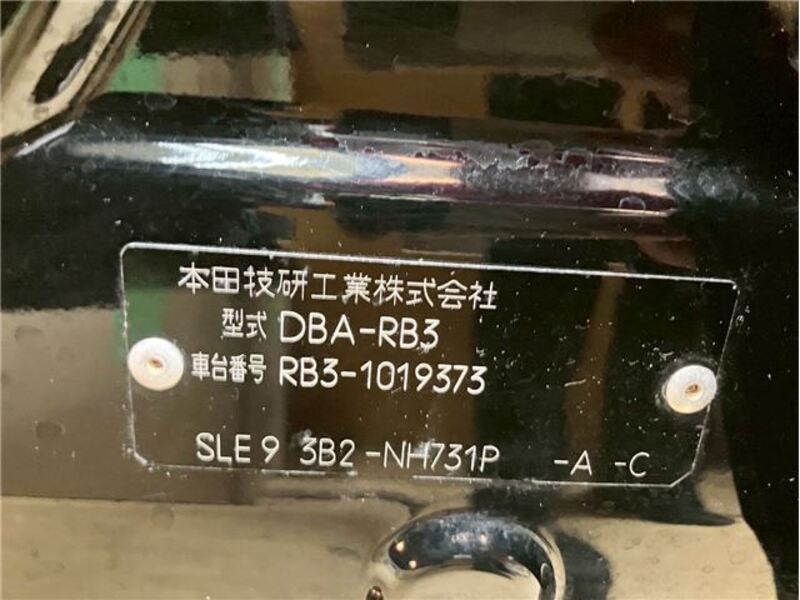 本田技研工業株式会社
型式 DBA-RB3
車台番号 RB3-1019373
SLE 9 3B2 -NH731P -A -C